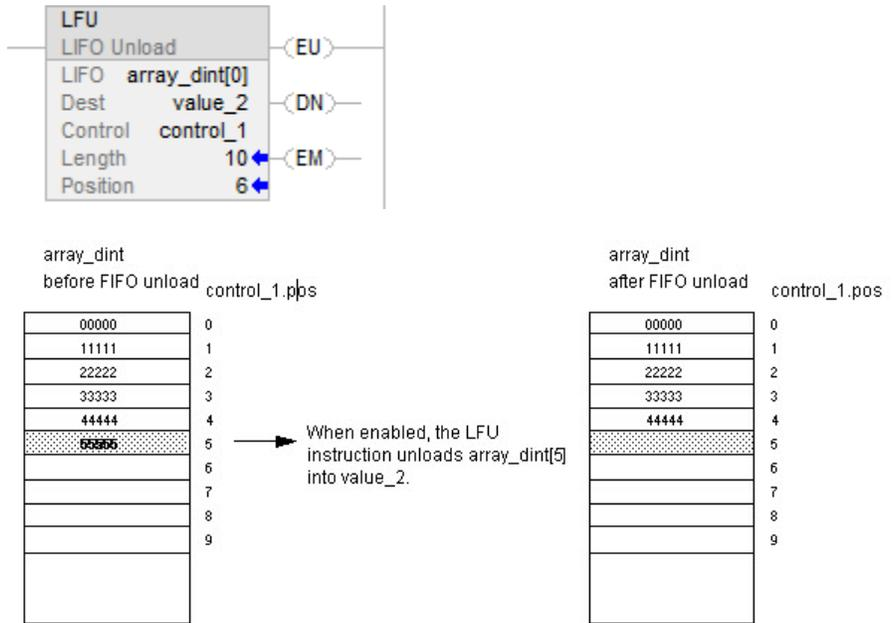 LFU
LIFO Unload
EU
LIFO array_dint[0]
Dest value_2
DN
Control control_1
Length 10
EM
Position 6
array_dint
before FIFO unload
control_1.pos
00000 0
11111 1
22222 2
33333 3
44444 4
55555 5
6
7
8
9
When enabled, the LFU
instruction unloads array_dint[5]
into value_2.
array_dint
after FIFO unload
control_1.pos
00000 0
11111 1
22222 2
33333 3
44444 4
5
6
7
8
9